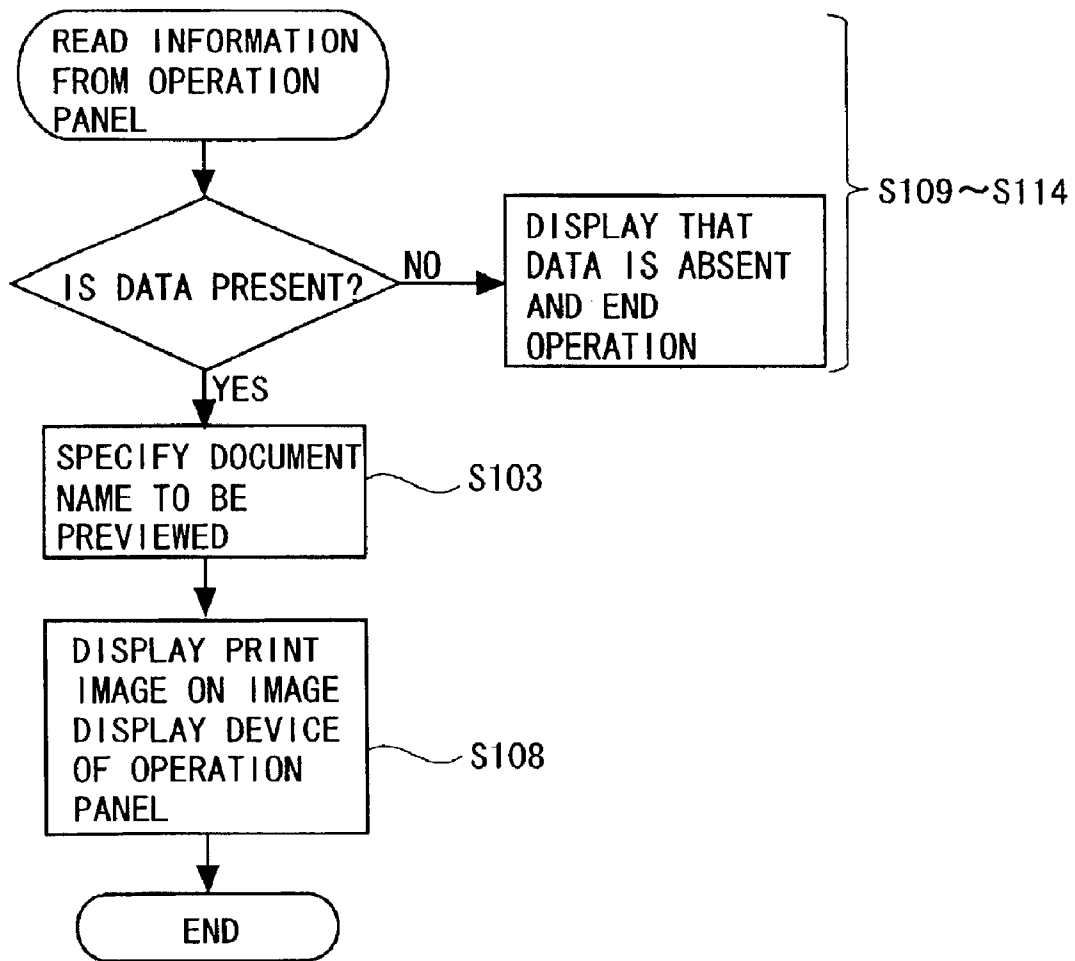 READ INFORMATION
FROM OPERATION
PANEL
IS DATA PRESENT?
NO
DISPLAY THAT
DATA IS ABSENT
AND END
OPERATION
S109~S114
YES
SPECIFY DOCUMENT
NAME TO BE
PREVIEWED
S103
DISPLAY PRINT
IMAGE ON IMAGE
DISPLAY DEVICE
OF OPERATION
PANEL
S108
END